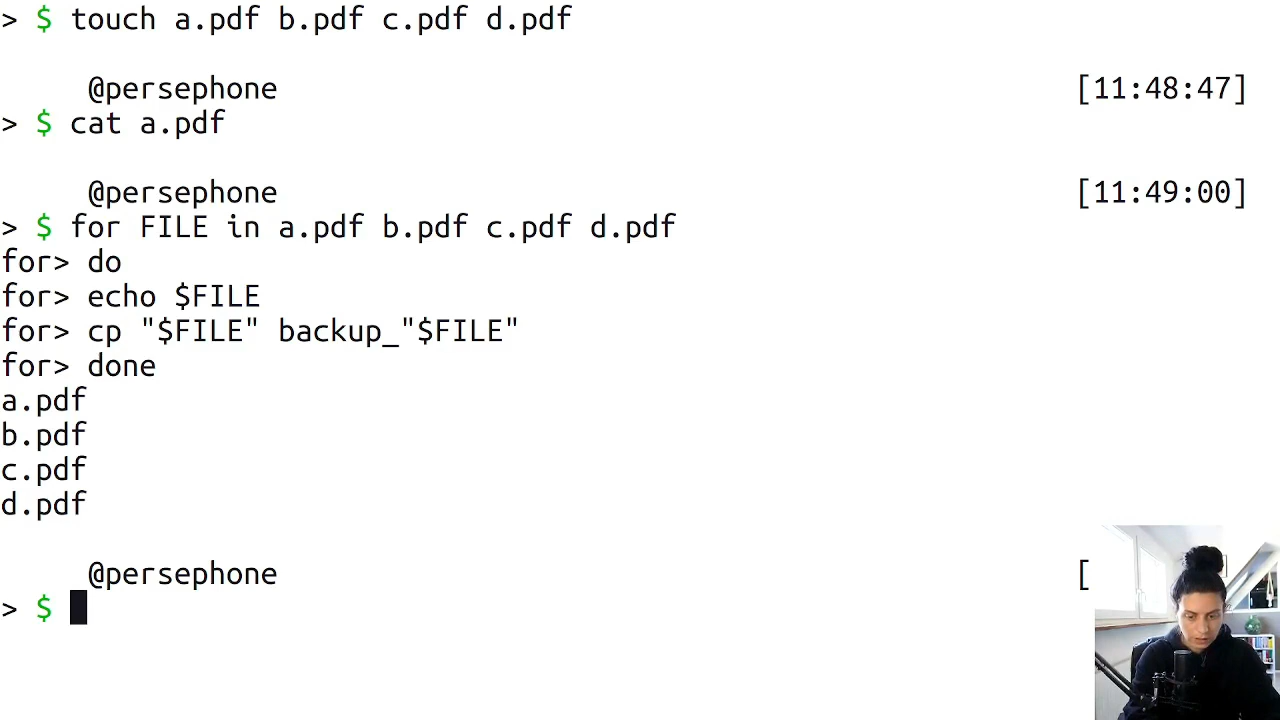 > $ touch a.pdf b.pdf c.pdf d.pdf
@persephone [11:48:47]
> $ cat a.pdf
@persephone [11:49:00]
> $ for FILE in a.pdf b.pdf c.pdf d.pdf
for> do
for> echo $FILE
for> cp "$FILE" backup_"$FILE"
for> done
a.pdf
b.pdf
c.pdf
d.pdf
@persephone [
> $